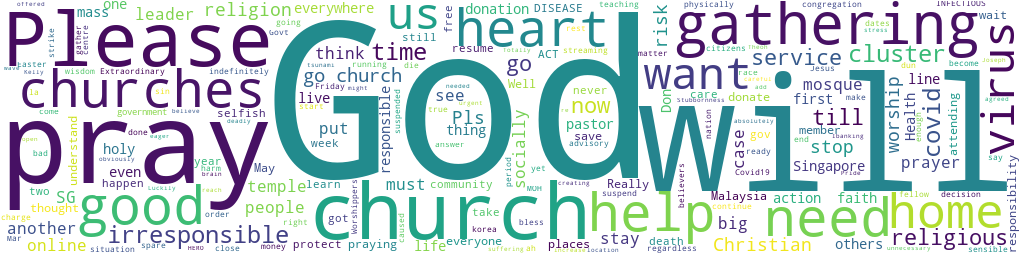 Please
God
will
pray
church
churches
gathering
heart
virus
help
need
home
good
want
us
time
religion
leader
mass
one
everywhere
donation
DISEASE
risk
free
still
think
resume
ACT
go
go church
live
Friday
running
die
might
service
cluster
congregation
INFECTIOUS
teaching
physically
wait
dates
stress
citizens
streaming
matter
indefinitely
Extraordinary
wisdom
pastor
tsunami
Govt
going
offered
strike
gather
centre
selfish
government
come
believe
deadly
start
put
week
see
Pls
thing
responsible
suspended
socially
Well
never
now
save
advisory
needed
urgent
true
answer
Don
care
donate
race
add
mosque
first
Jesus
make
line
till
member
stop
Singapore
prayer
worship
Health
covid
Enough
attending
become
Joseph
agreed
say
responsibility
gov
case
nation
ready
end
absolutely
Stubbornness
ibanking
Covid19
Pride
believers
Malaysia
action
faith
fellow
decision
religious
others
Christian
big
death
regardless
stay
places
everyone
bless
korea
take
community
must
learn
life
praying
caused
got
Worshippers
right
protect
money
order
close
HERO
spare
situation
irresponsible
temple
people
May
year
harm
brain
reach
holy
even
happen
obviously
Luckily
done
eager
open
bad
understand
two
SG
thought
another
charge
Mar
online
period
yet
MOH
creating
suspend
Really
continue
unnecessary
sensible
location
suffering